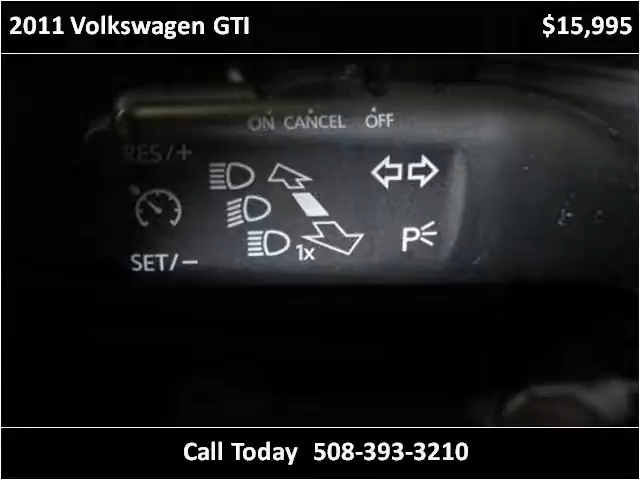 2011 Volkswagen GTI $15,995
ON CANCEL OFF
RES/+
1x
P
SET/−
Call Today 508-393-3210